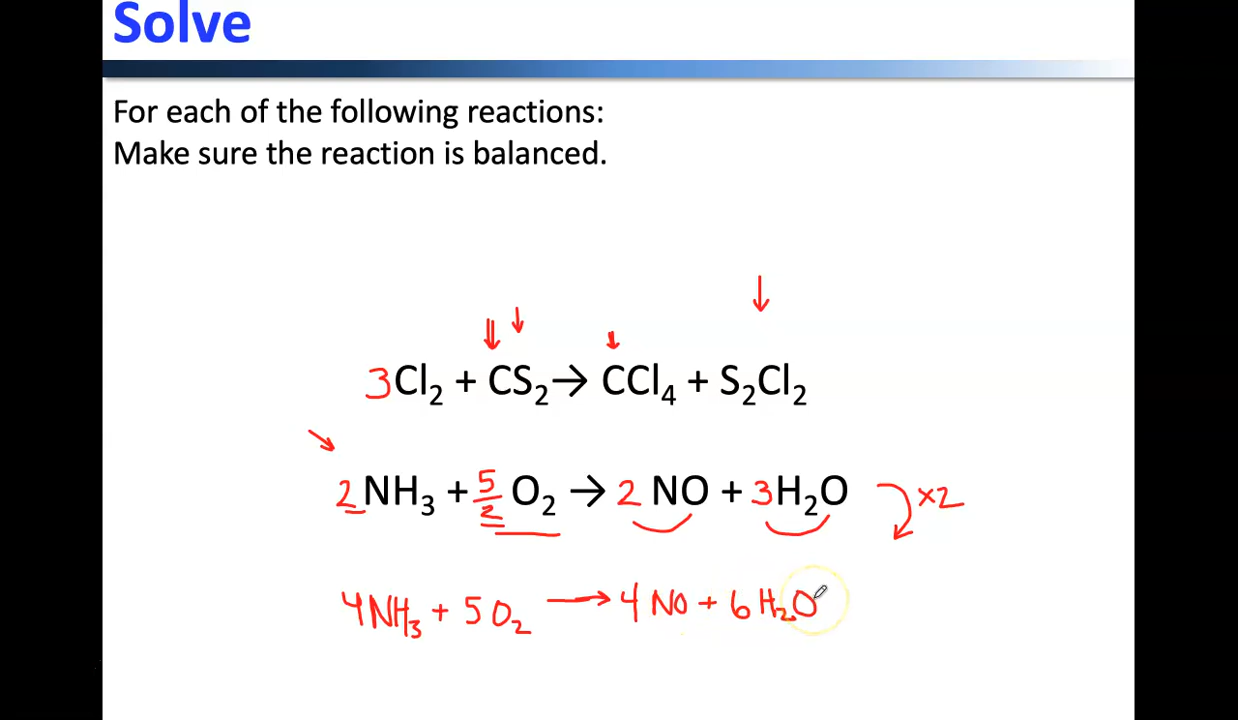 Solve
For each of the following reactions:
Make sure the reaction is balanced.
3Cl₂ + CS₂→ CCl₄ + S₂Cl₂
2NH₃ + 5/2 O₂ → 2 NO + 3H₂O ×2
4NH₃ + 5O₂ → 4NO + 6H₂O